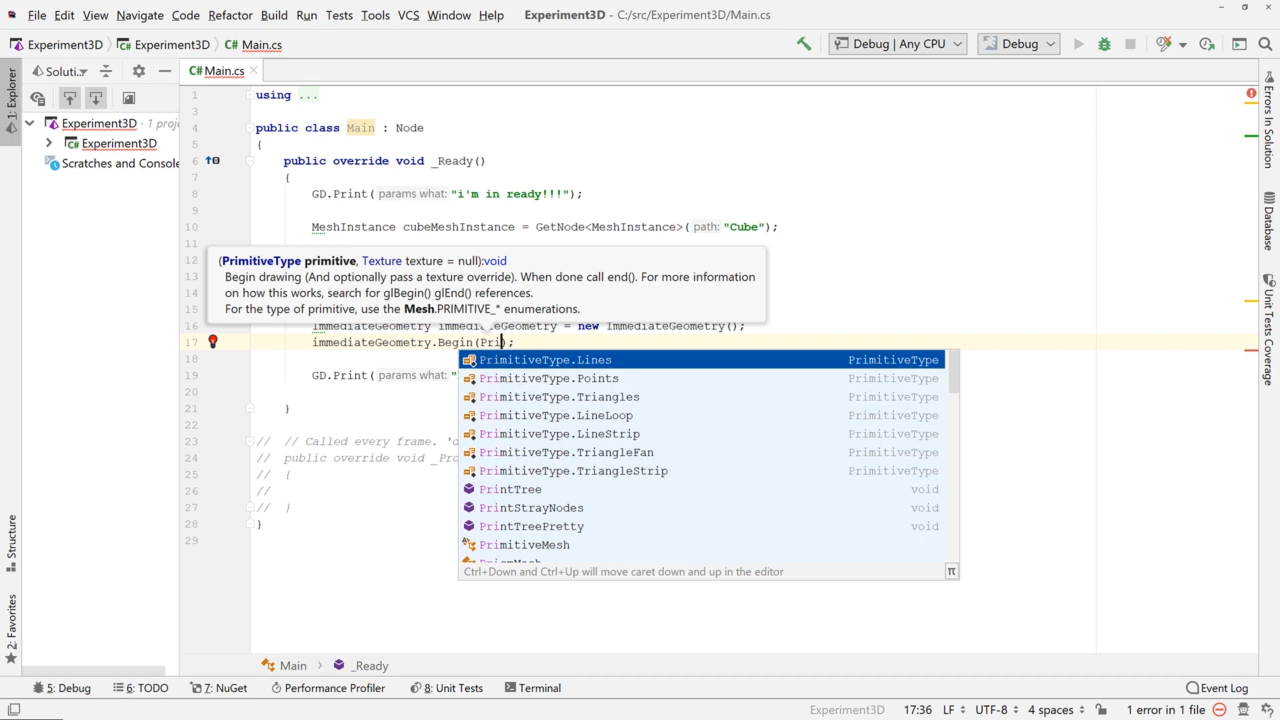 File Edit View Navigate Code Refactor Build Run Tests Tools VCS Window Help Experiment3D - C:/src/Experiment3D/Main.cs
Experiment3D Experiment3D C# Main.cs Debug | Any CPU Debug
1: Explorer
Soluti.. C# Main.cs
Experiment3D · 1 proje
Experiment3D
Scratches and Console
1 using ...
3
4 public class Main : Node
5 {
6 public override void _Ready()
7 {
8 GD.Print( params what: "i'm in ready!!!");
9
10 MeshInstance cubeMeshInstance = GetNode<MeshInstance>( path: "Cube");
11
12
13
14
15
(PrimitiveType primitive, Texture texture = null):void
Begin drawing (And optionally pass a texture override). When done call end(). For more information
on how this works, search for glBegin() glEnd() references.
For the type of primitive, use the Mesh.PRIMITIVE_* enumerations.
16 ImmediateGeometry immediateGeometry = new ImmediateGeometry();
17 immediateGeometry.Begin(Pri);
18
19 GD.Print( params what: "
20
21 }
22
23 // // Called every frame. 'd
24 // public override void _Pro
25 // {
26 //
27 // }
28 }
29
PrimitiveType.Lines PrimitiveType
PrimitiveType.Points PrimitiveType
PrimitiveType.Triangles PrimitiveType
PrimitiveType.LineLoop PrimitiveType
PrimitiveType.LineStrip PrimitiveType
PrimitiveType.TriangleFan PrimitiveType
PrimitiveType.TriangleStrip PrimitiveType
PrintTree void
PrintStrayNodes void
PrintTreePretty void
PrimitiveMesh
PrismMesh
Ctrl+Down and Ctrl+Up will move caret down and up in the editor π
Errors In Solution
Database
Unit Tests Coverage
Structure
2: Favorites
Main _Ready
5: Debug 6: TODO 7: NuGet Performance Profiler 8: Unit Tests Terminal Event Log
Experiment3D 17:36 LF UTF-8 4 spaces 1 error in 1 file